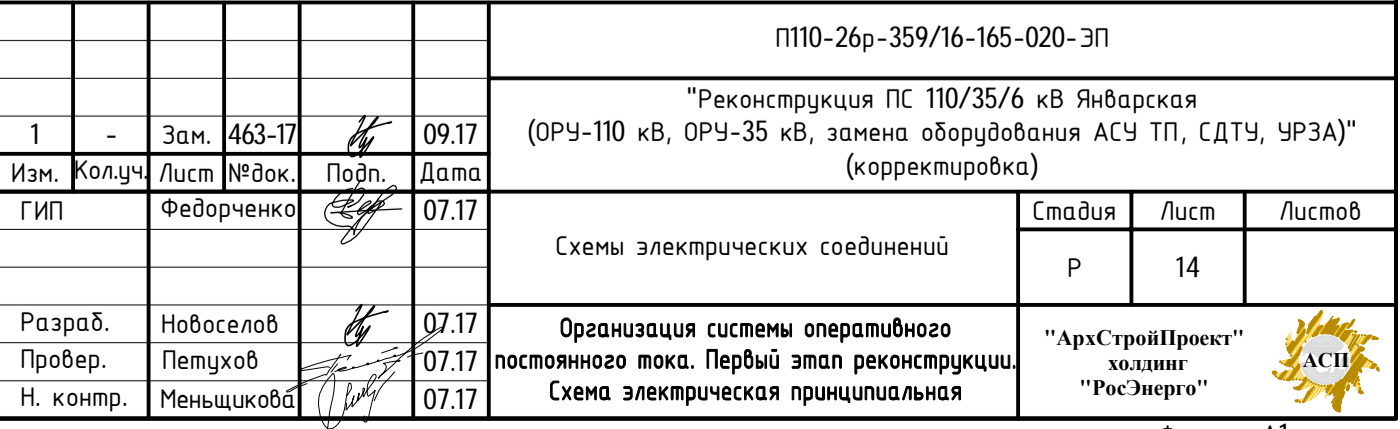 П110-26р-359/16-165-020-ЭП
"Реконструкция ПС 110/35/6 кВ Январская
(ОРУ-110 кВ, ОРУ-35 кВ, замена оборудования АСУ ТП, СДТУ, УРЗА)"
(корректировка)
1 - Зам. 463-17 09.17
Изм. Кол.уч. Лист №док. Подп. Дата
ГИП Федорченко 07.17
Схемы электрических соединений
Стадия Лист Листов
Р 14
Разраб. Новоселов 07.17
Провер. Петухов 07.17
Н. контр. Меньщикова 07.17
Организация системы оперативного
постоянного тока. Первый этап реконструкции.
Схема электрическая принципиальная
"АрхСтройПроект"
холдинг
"РосЭнерго"
АСП